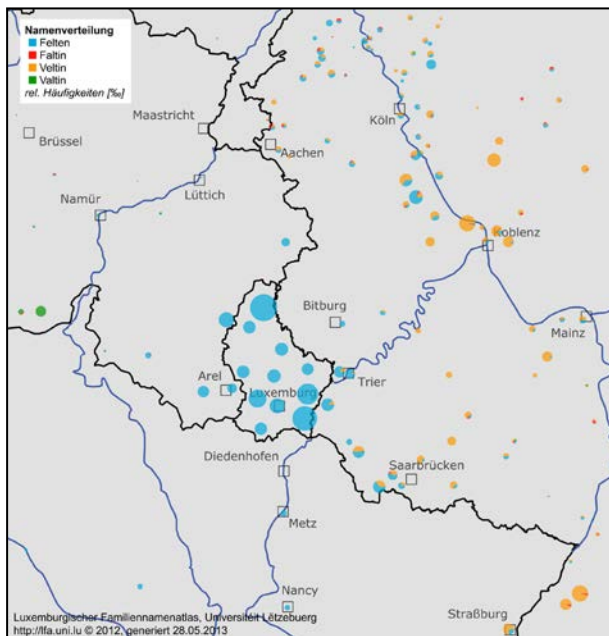 Namenverteilung
Felten
Faltin
Veltin
Valtin
rel. Häufigkeiten [‰]
Maastricht
Köln
Brüssel
Aachen
Lüttich
Namür
Koblenz
Bitburg
Mainz
Trier
Arel
Luxemburg
Diedenhofen
Saarbrücken
Metz
Nancy
Straßburg
Luxemburgischer Familiennamenatlas, Universiteit Lëtzebuerg
http://lfa.uni.lu © 2012, generiert 28.05.2013